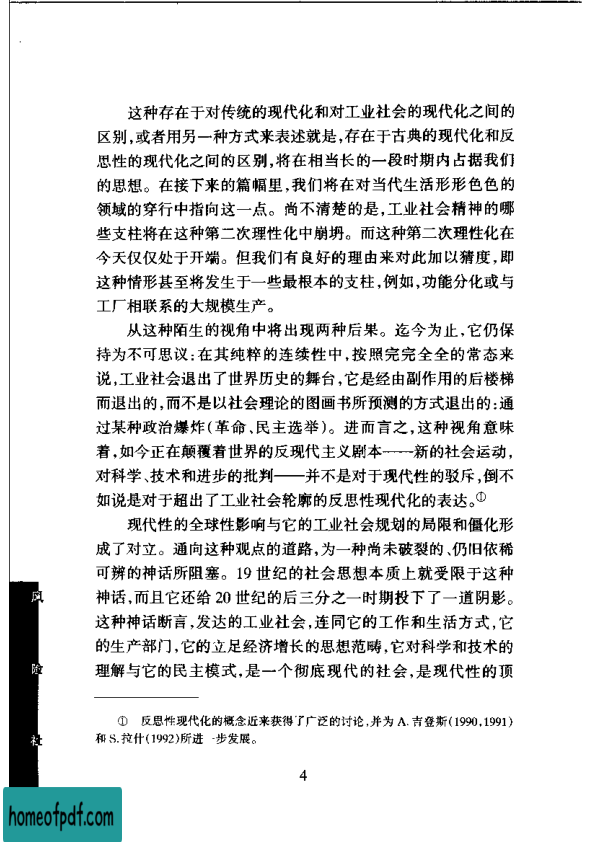 这种存在于对传统的现代化和对工业社会的现代化之间的
区别,或者用另一种方式来表述就是,存在于古典的现代化和反
思性的现代化之间的区别,将在相当长的一段时期内占据我们
的思想。在接下来的篇幅里,我们将在对当代生活形形色色的
领域的穿行中指向这一点。尚不清楚的是,工业社会精神的哪
些支柱将在这种第二次理性化中崩坍。而这种第二次理性化在
今天仅仅处于开端。但我们有良好的理由来对此加以猜度,即
这种情形甚至将发生于一些最根本的支柱,例如,功能分化或与
工厂相联系的大规模生产。
从这种陌生的视角中将出现两种后果。迄今为止,它仍保
持为不可思议:在其纯粹的连续性中,按照完完全全的常态来
说,工业社会退出了世界历史的舞台,它是经由副作用的后楼梯
而退出的,而不是以社会理论的图画书所预测的方式退出的:通
过某种政治爆炸(革命、民主选举)。进而言之,这种视角意味
着,如今正在颠覆着世界的反现代主义剧本——新的社会运动,
对科学、技术和进步的批判——并不是对于现代性的驳斥,倒不
如说是对于超出了工业社会轮廓的反思性现代化的表达。①
现代性的全球性影响与它的工业社会规划的局限和僵化形
成了对立。通向这种观点的道路,为一种尚未破裂的、仍旧依稀
可辨的神话所阻塞。19 世纪的社会思想本质上就受限于这种
神话,而且它还给 20 世纪的后三分之一时期投下了一道阴影。
这种神话断言,发达的工业社会,连同它的工作和生活方式,它
的生产部门,它的立足经济增长的思想范畴,它对科学和技术的
理解与它的民主模式,是一个彻底现代的社会,是现代性的顶
① 反思性现代化的概念近来获得了广泛的讨论,并为 A. 吉登斯(1990,1991)
和 S. 拉什(1992)所进一步发展。
4
风
险
社
homeofpdf.com